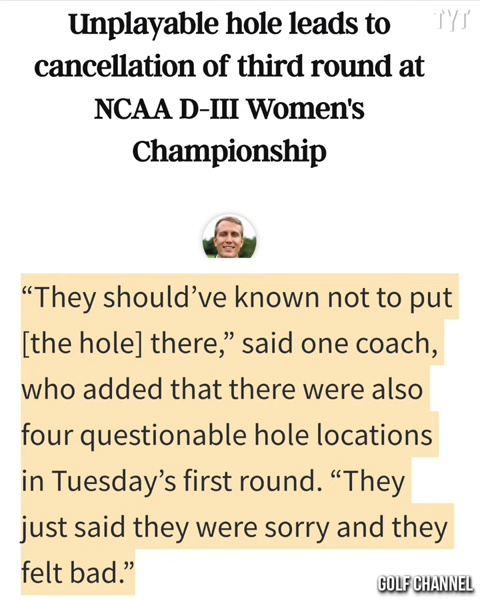 TYT
Unplayable hole leads to
cancellation of third round at
NCAA D-III Women's
Championship
“They should’ve known not to put
[the hole] there,” said one coach,
who added that there were also
four questionable hole locations
in Tuesday’s first round. “They
just said they were sorry and they
felt bad.”
GOLF CHANNEL